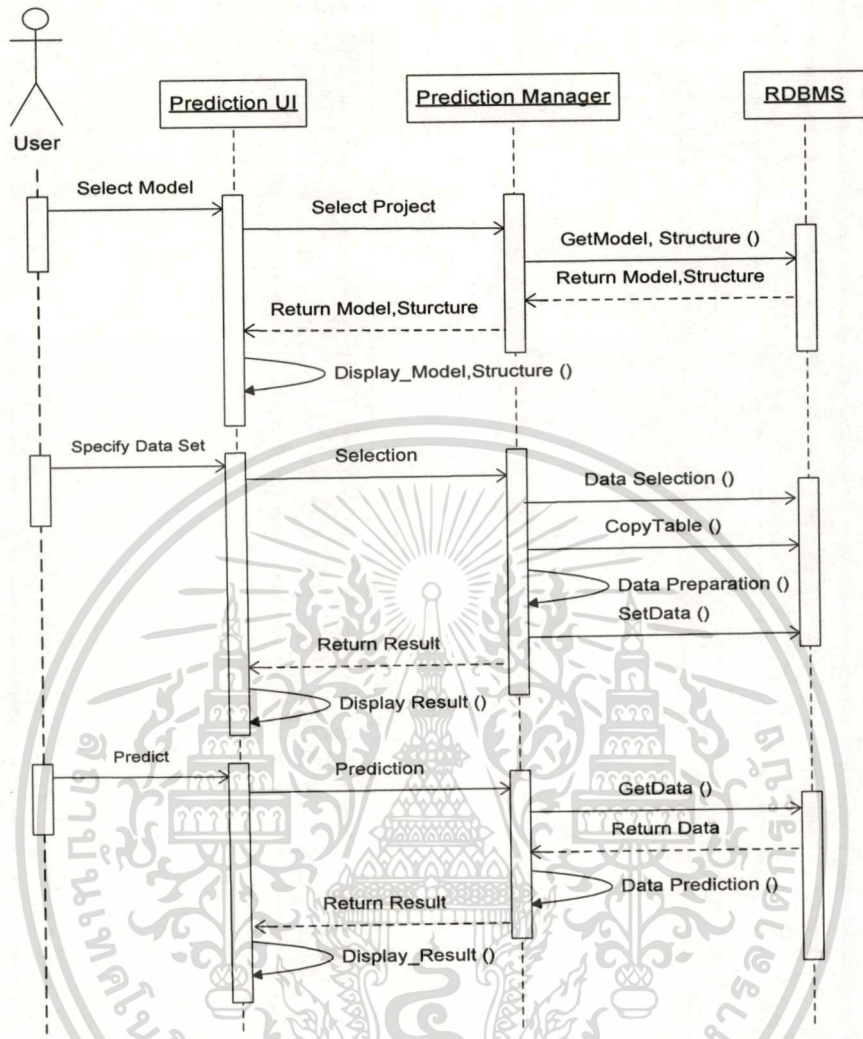 User
Prediction UI
Prediction Manager
RDBMS
Select Model
Select Project
GetModel, Structure ()
Return Model,Structure
Return Model,Sturcture
Display_Model,Structure ()
Specify Data Set
Selection
Data Selection ()
CopyTable ()
Data Preparation ()
SetData ()
Return Result
Display Result ()
Predict
Prediction
GetData ()
Return Data
Data Prediction ()
Return Result
Display_Result ()